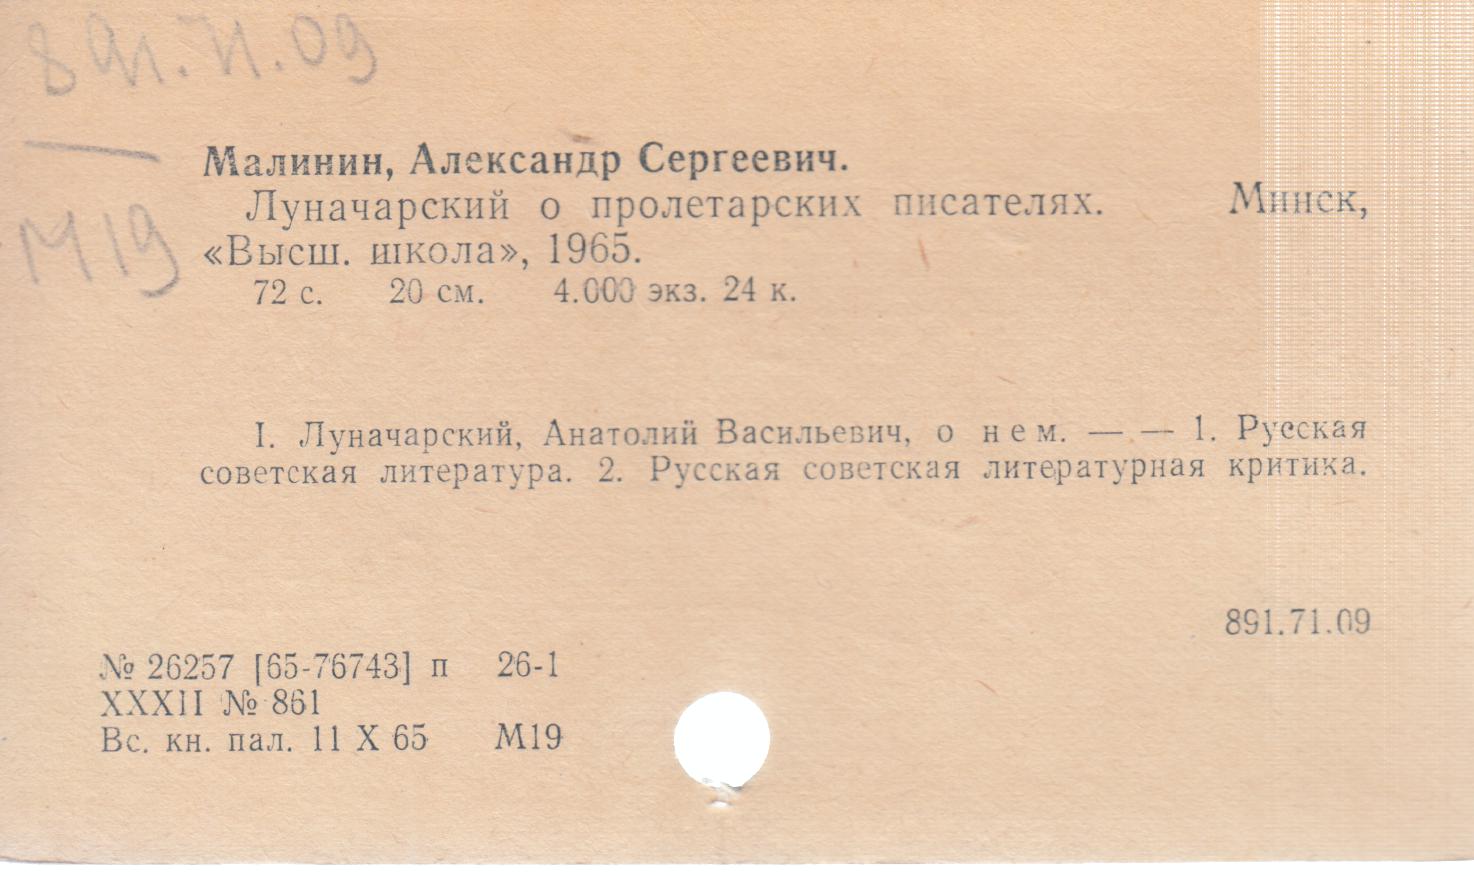 891.71.09
М19
Малинин, Александр Сергеевич.
Луначарский о пролетарских писателях. Минск,
«Высш. школа», 1965.
72 с. 20 см. 4.000 экз. 24 к.
I. Луначарский, Анатолий Васильевич, о нем. — — 1. Русская
советская литература. 2. Русская советская литературная критика.
891.71.09
№ 26257 [65-76743] п 26-1
XXXII № 861
Вс. кн. пал. 11 X 65 М19